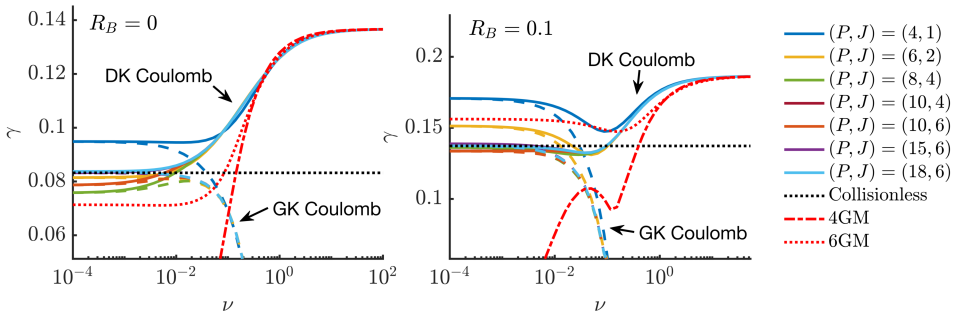 R_B = 0
0.14
0.12
0.1
0.08
0.06
γ
DK Coulomb
GK Coulomb
10^{-4}
10^{-2}
10^{0}
10^{2}
ν
R_B = 0.1
0.2
0.15
0.1
γ
DK Coulomb
GK Coulomb
10^{-4}
10^{-2}
10^{0}
ν
(P, J) = (4, 1)
(P, J) = (6, 2)
(P, J) = (8, 4)
(P, J) = (10, 4)
(P, J) = (10, 6)
(P, J) = (15, 6)
(P, J) = (18, 6)
Collisionless
4GM
6GM